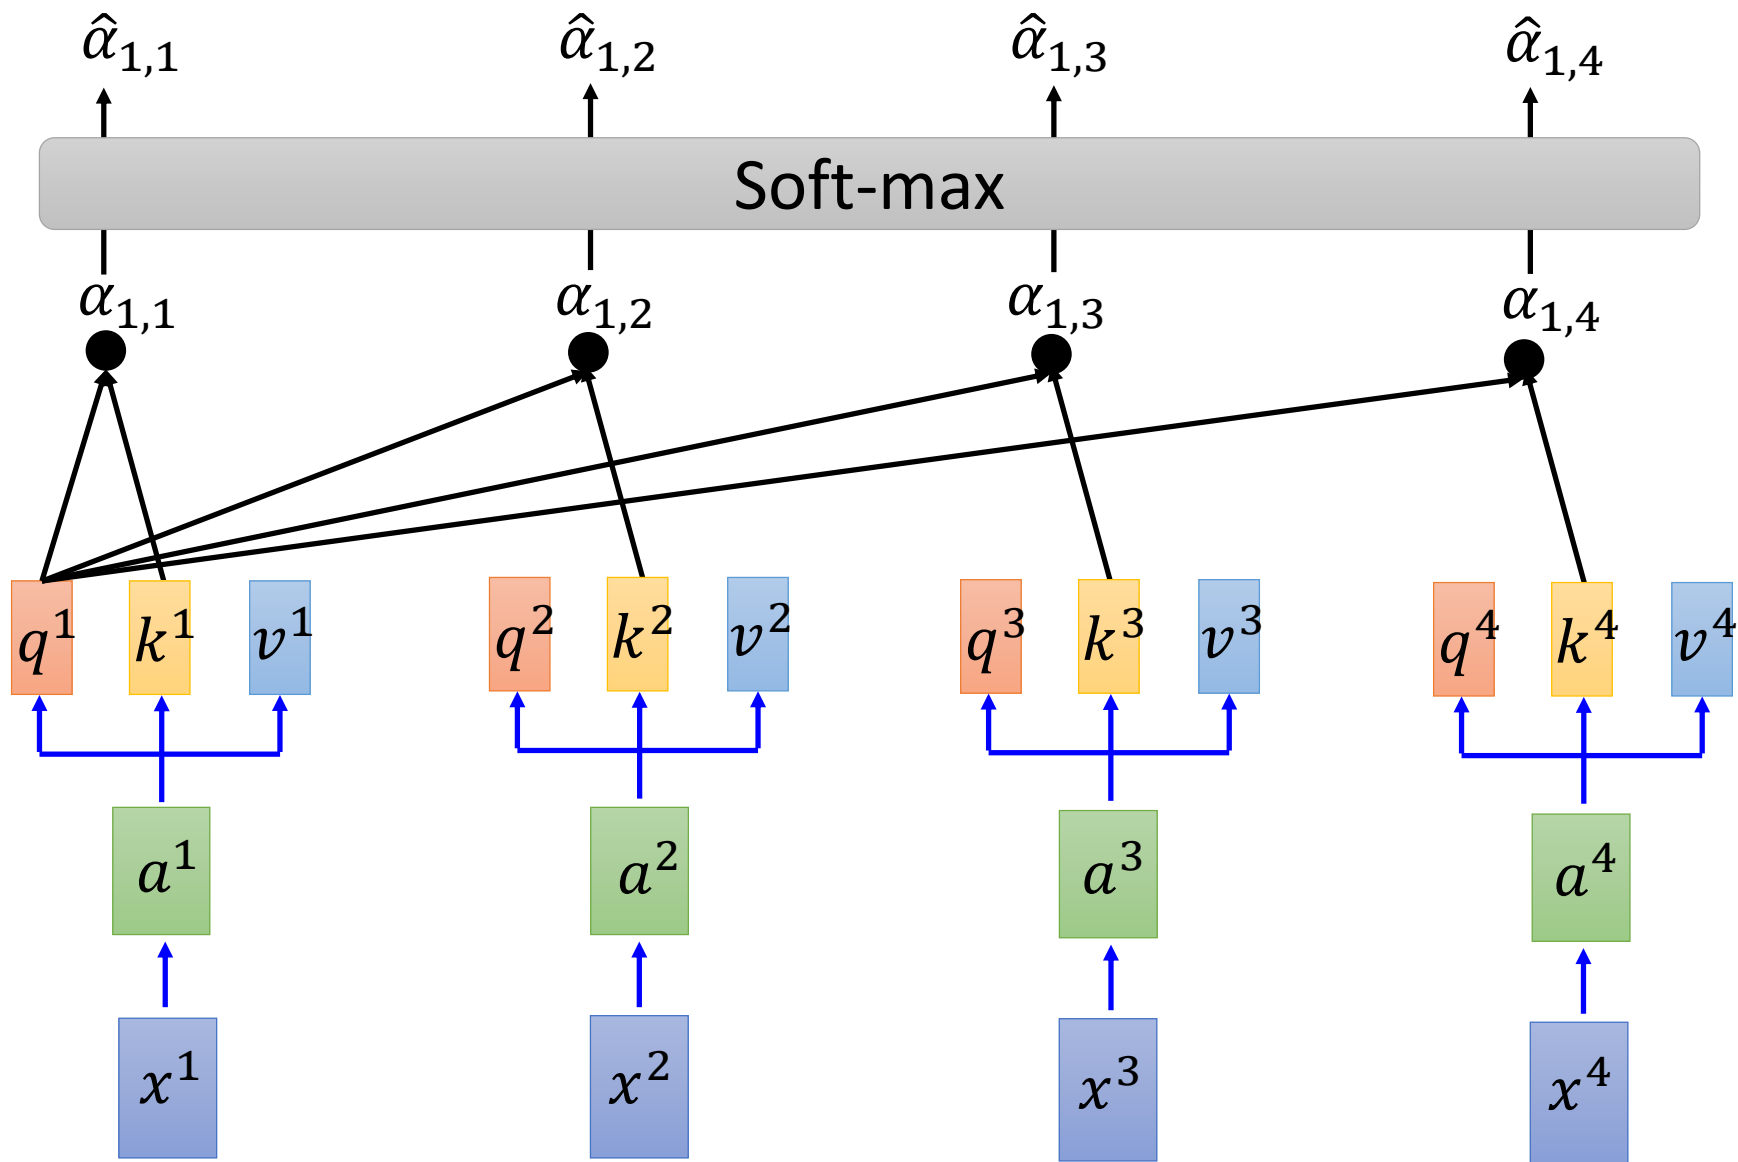 α̂₁,₁ α̂₁,₂ α̂₁,₃ α̂₁,₄
Soft-max
α₁,₁ α₁,₂ α₁,₃ α₁,₄
q¹ k¹ v¹ q² k² v² q³ k³ v³ q⁴ k⁴ v⁴
a¹ a² a³ a⁴
x¹ x² x³ x⁴